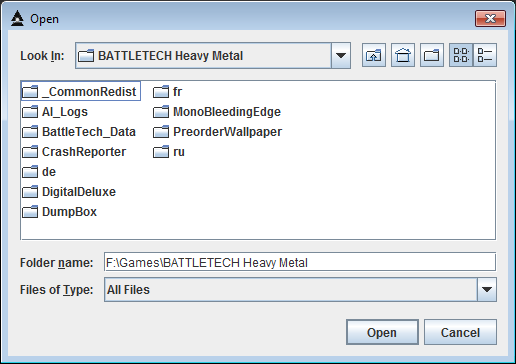 Open
Look In:
BATTLETECH Heavy Metal
_CommonRedist
AI_Logs
BattleTech_Data
CrashReporter
de
DigitalDeluxe
DumpBox
fr
MonoBleedingEdge
PreorderWallpaper
ru
Folder name: F:\Games\BATTLETECH Heavy Metal
Files of Type: All Files
Open Cancel